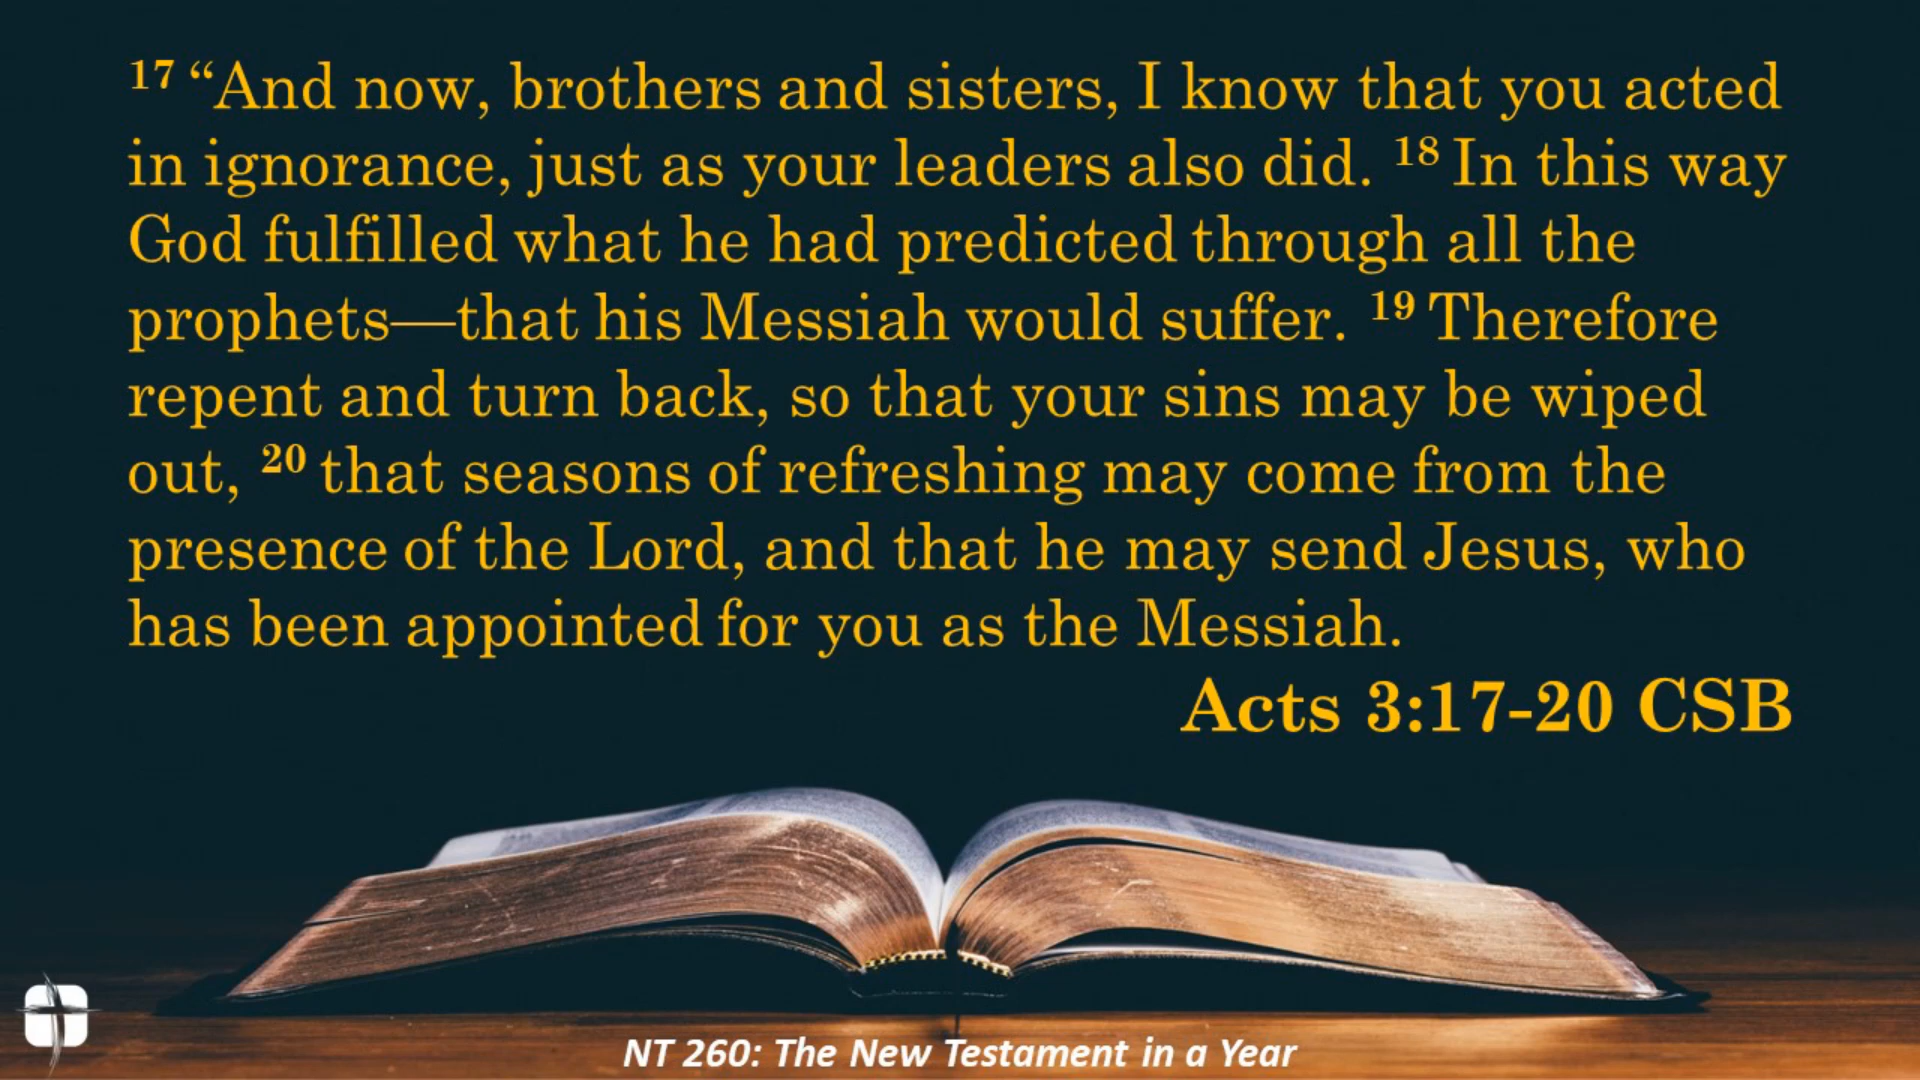 17 “And now, brothers and sisters, I know that you acted
in ignorance, just as your leaders also did. 18 In this way
God fulfilled what he had predicted through all the
prophets—that his Messiah would suffer. 19 Therefore
repent and turn back, so that your sins may be wiped
out, 20 that seasons of refreshing may come from the
presence of the Lord, and that he may send Jesus, who
has been appointed for you as the Messiah.
Acts 3:17-20 CSB
NT 260: The New Testament in a Year